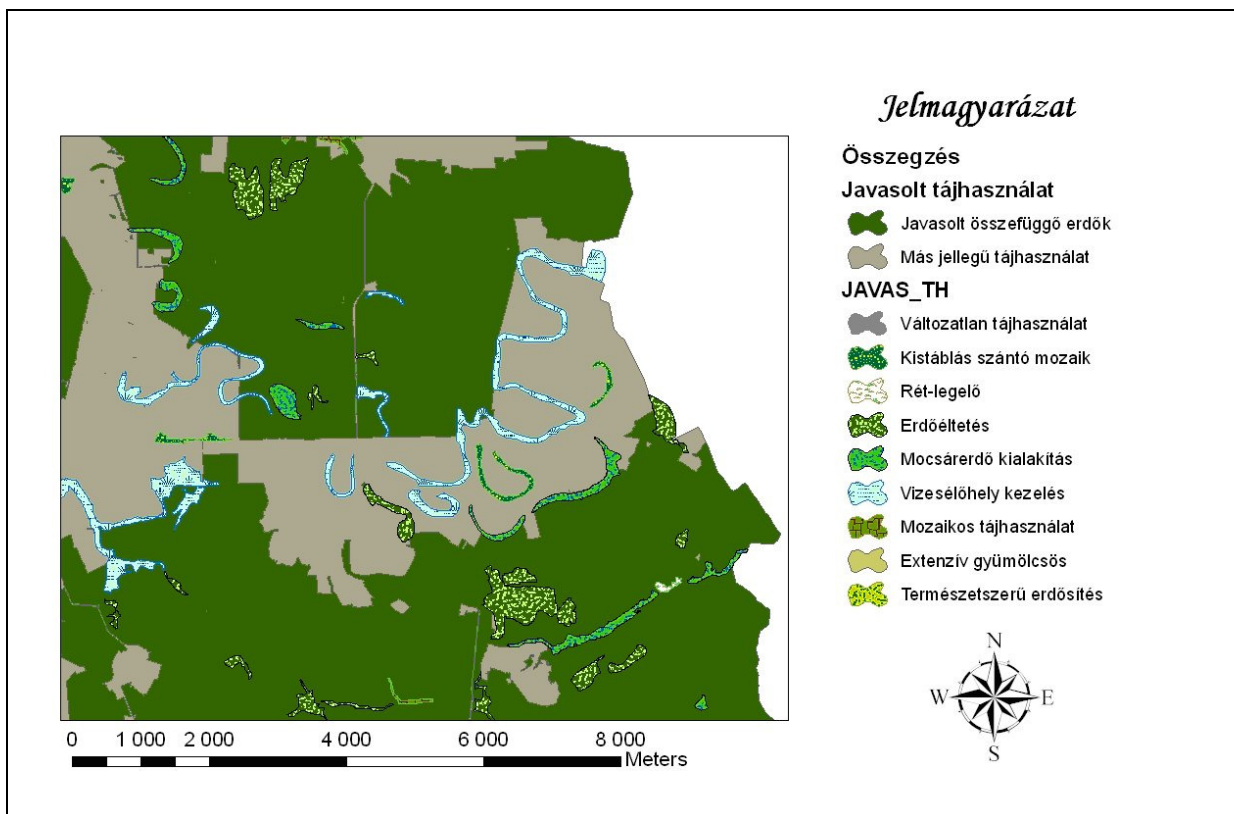 Jelmagyarázat
Összegzés
Javasolt tájhasználat
Javasolt összefüggő erdők
Más jellegű tájhasználat
JAVAS_TH
Változatlan tájhasználat
Kistáblás szántó mozaik
Rét-legelő
Erdőéltetés
Mocsárerdő kialakítás
Vizesélőhely kezelés
Mozaikos tájhasználat
Extenzív gyümölcsös
Természetszerű erdősítés
N
W E
S
0 1 000 2 000 4 000 6 000 8 000
Meters